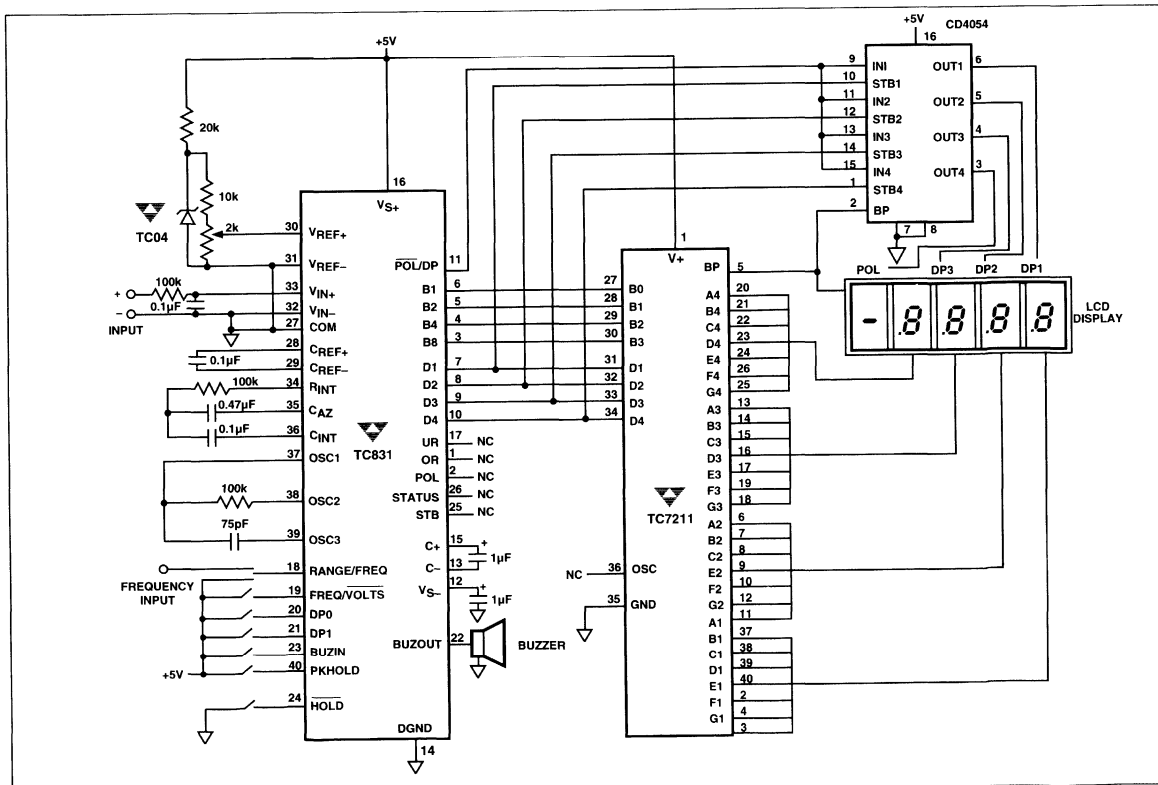 +5V
CD4054
16
9 INI OUT1 6
10 STB1
11 IN2 OUT2 5
12 STB2
13 IN3 OUT3 4
14 STB3
15 IN4 OUT4 3
1 STB4
2 BP
7 8
+5V
20k
10k
2k
TC04
100k
+
0.1µF
–
INPUT
0.1µF
100k
0.47µF
0.1µF
100k
75pF
FREQUENCY
INPUT
+5V
16
VS+
30 VREF+
31 VREF–
33 VIN+
32 VIN–
27 COM
28 CREF+
29 CREF–
34 RINT
35 CAZ
36 CINT
37 OSC1
38 OSC2
39 OSC3
18 RANGE/FREQ
19 FREQ/VOLTS
20 DP0
21 DP1
23 BUZIN
40 PKHOLD
24 HOLD
TC831
POL/DP 11
B1 6
B2 5
B4 4
B8 3
D1 7
D2 8
D3 9
D4 10
UR 17 NC
OR 1 NC
POL 2 NC
STATUS 26 NC
STB 25 NC
C+ 15 +
1µF
C– 13
VS– 12 +
1µF
BUZOUT 22 BUZZER
DGND
14
1
V+
27 B0
28 B1
29 B2
30 B3
31 D1
32 D2
33 D3
34 D4
TC7211
NC 36 OSC
35 GND
BP 5
20
A4
21
B4
22
C4
23
D4
24
E4
26
F4
25
G4
13
A3
14
B3
15
C3
16
D3
17
E3
19
F3
18
G3
6
A2
7
B2
8
C2
9
E2
10
F2
12
G2
11
A1
37
B1
38
C1
39
D1
40
E1
2
F1
4
G1
3
POL DP3 DP2 DP1
- .8 .8 .8 .8
LCD
DISPLAY